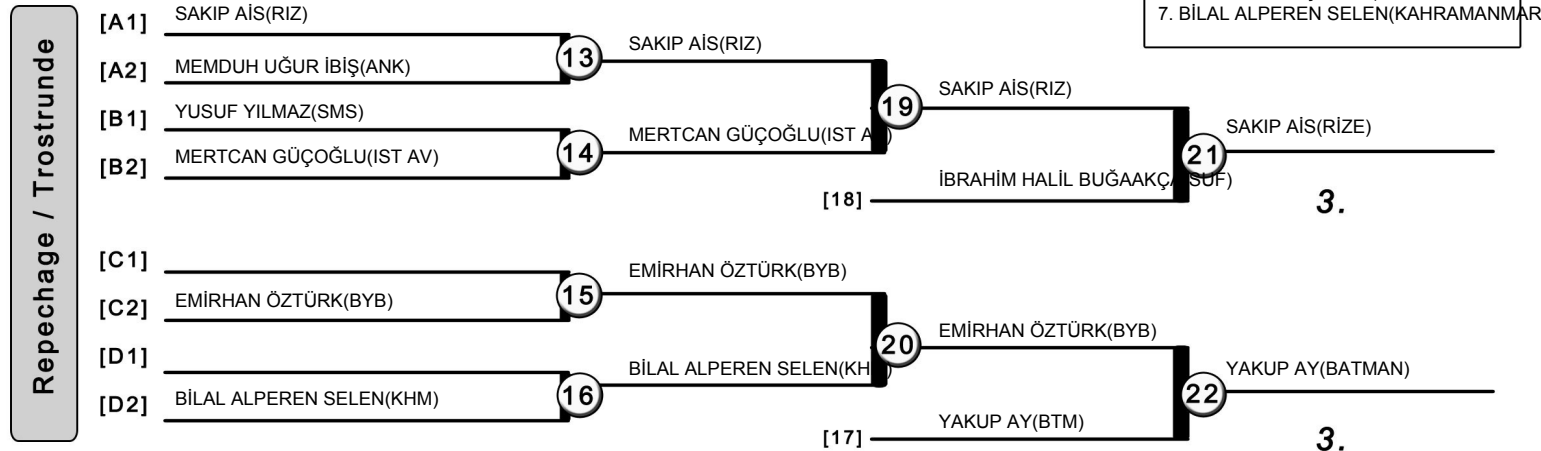 7. BİLAL ALPEREN SELEN(KAHRAMANMAR
Repechage / Trostrunde
[A1] SAKIP AİS(RIZ)
[A2] MEMDUH UĞUR İBİŞ(ANK)
13
SAKIP AİS(RIZ)
[B1] YUSUF YILMAZ(SMS)
[B2] MERTCAN GÜÇOĞLU(IST AV)
14
MERTCAN GÜÇOĞLU(IST
19
SAKIP AİS(RIZ)
[18]
İBRAHİM HALİL
21
SAKIP AİS(RİZE)
3.
[C1]
[C2] EMİRHAN ÖZTÜRK(BYB)
15
EMİRHAN ÖZTÜRK(BYB)
[D1]
[D2] BİLAL ALPEREN SELEN(KHM)
16
BİLAL ALPEREN
20
EMİRHAN ÖZTÜRK(BYB)
[17] YAKUP AY(BTM)
22
YAKUP AY(BATMAN)
3.